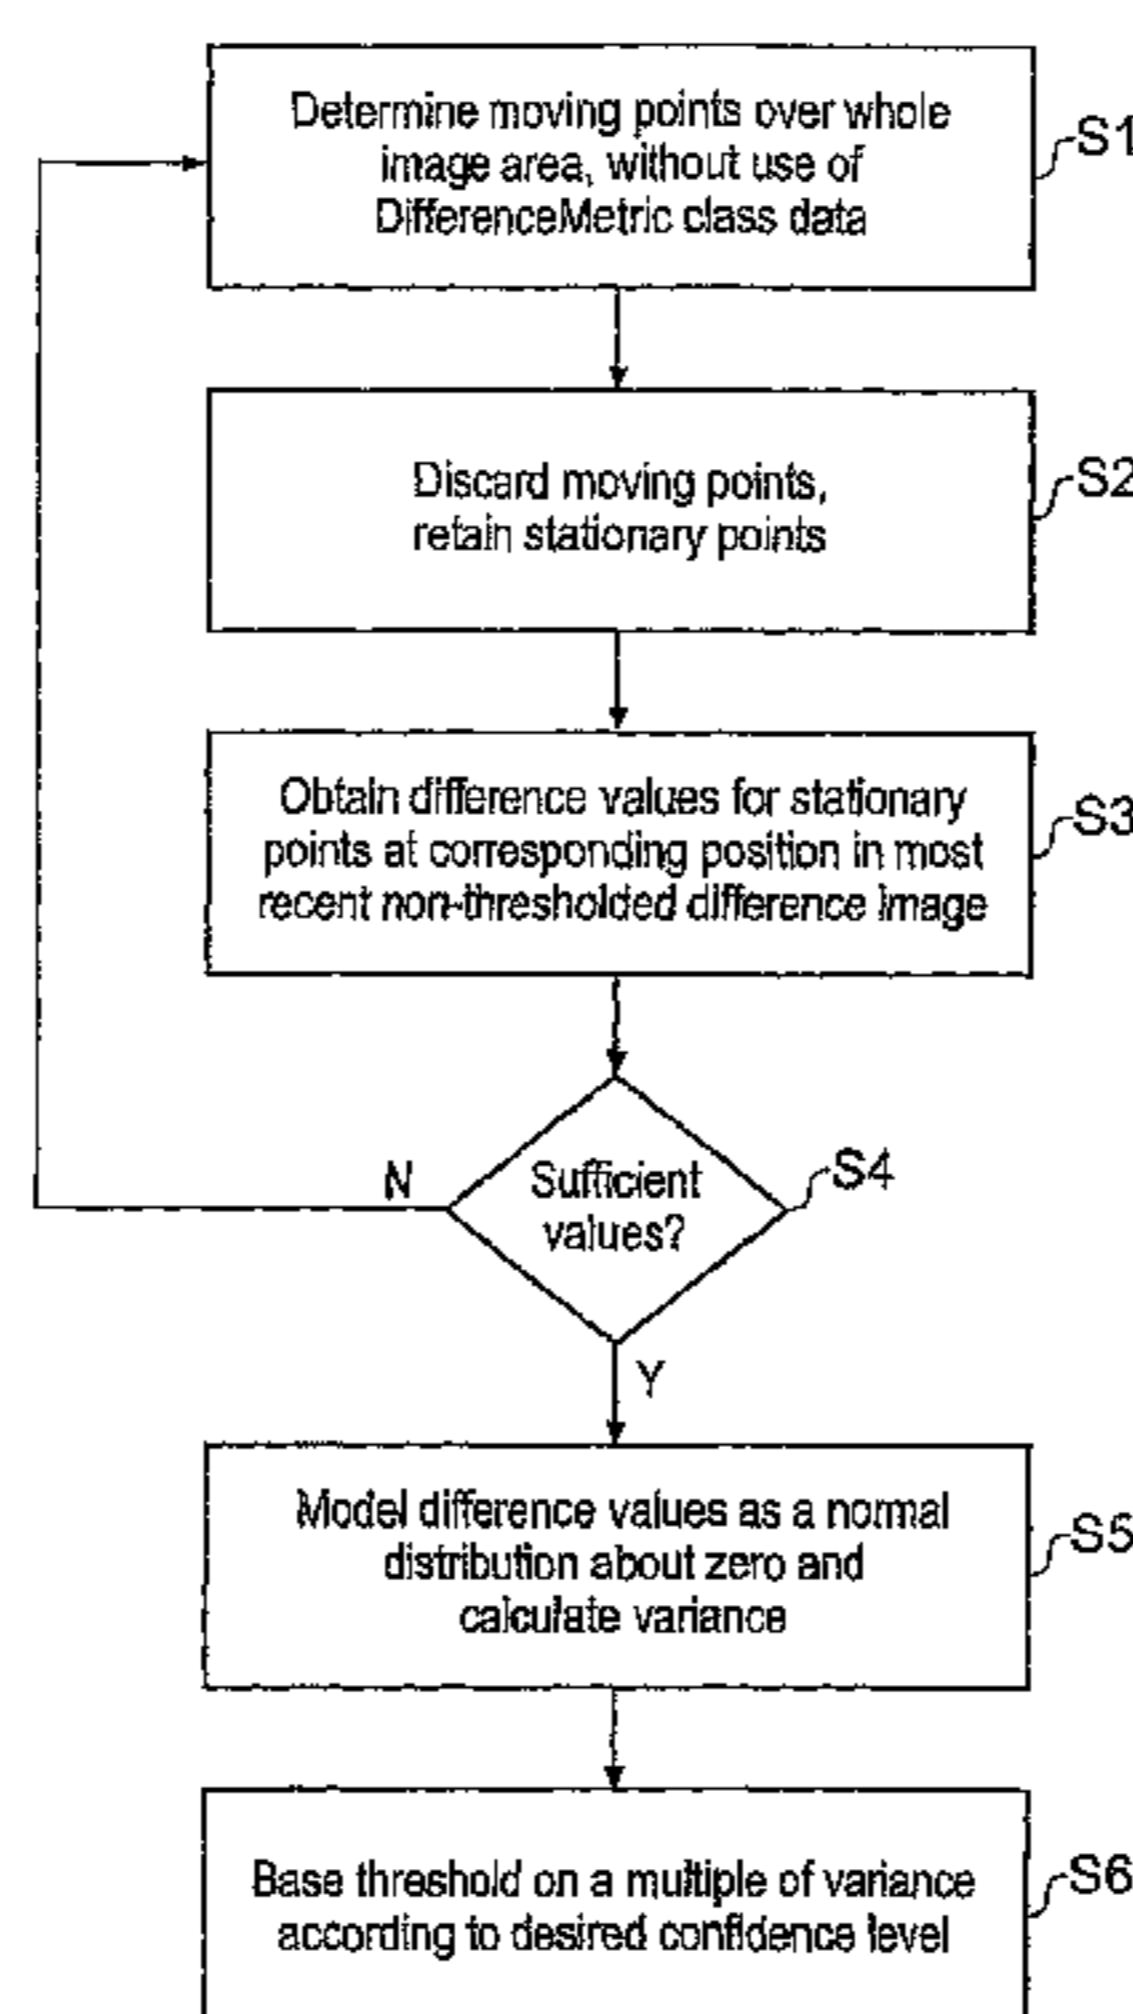 Determine moving points over whole
image area, without use of
DifferenceMetric class data
S1
Discard moving points,
retain stationary points
S2
Obtain difference values for stationary
points at corresponding position in most
recent non-thresholded difference image
S3
Sufficient
values?
S4
N
Y
Model difference values as a normal
distribution about zero and
calculate variance
S5
Base threshold on a multiple of variance
according to desired confidence level
S6